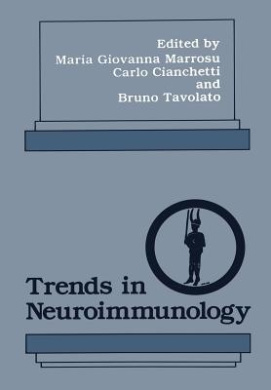 Edited by
Maria Giovanna Marrosu
Carlo Cianchetti
and
Bruno Tavolato
Trends in
Neuroimmunology